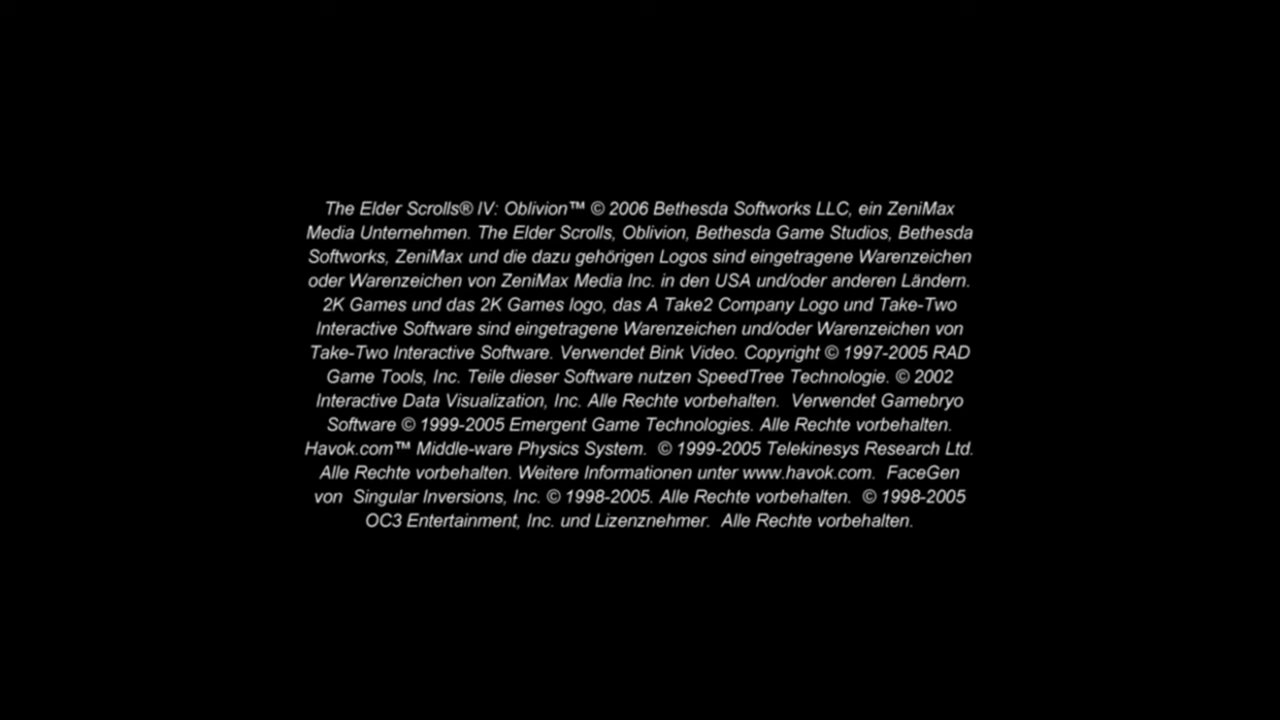 The Elder Scrolls® IV: Oblivion™ © 2006 Bethesda Softworks LLC, ein ZeniMax
Media Unternehmen. The Elder Scrolls, Oblivion, Bethesda Game Studios, Bethesda
Softworks, ZeniMax und die dazu gehörigen Logos sind eingetragene Warenzeichen
oder Warenzeichen von ZeniMax Media Inc. in den USA und/oder anderen Ländern.
2K Games und das 2K Games logo, das A Take2 Company Logo und Take-Two
Interactive Software sind eingetragene Warenzeichen und/oder Warenzeichen von
Take-Two Interactive Software. Verwendet Bink Video. Copyright © 1997-2005 RAD
Game Tools, Inc. Teile dieser Software nutzen SpeedTree Technologie. © 2002
Interactive Data Visualization, Inc. Alle Rechte vorbehalten.  Verwendet Gamebryo
Software © 1999-2005 Emergent Game Technologies. Alle Rechte vorbehalten.
Havok.com™ Middle-ware Physics System.  © 1999-2005 Telekinesys Research Ltd.
Alle Rechte vorbehalten. Weitere Informationen unter www.havok.com.  FaceGen
von  Singular Inversions, Inc. © 1998-2005. Alle Rechte vorbehalten.  © 1998-2005
OC3 Entertainment, Inc. und Lizenznehmer.  Alle Rechte vorbehalten.